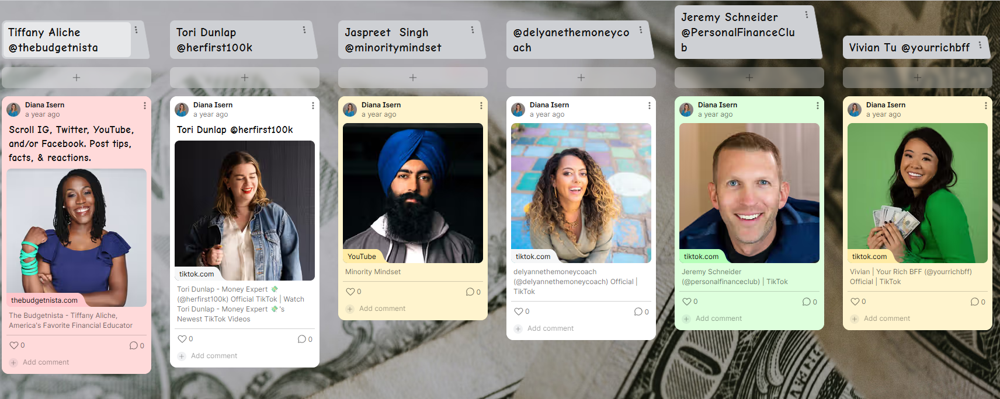 Tiffany Aliche
@thebudgetnista
Tori Dunlap
@herfirst100k
Jaspreet  Singh
@minoritymindset
@delyanethemoneyco
ach
Jeremy Schneider
@PersonalFinanceClu
b
Vivian Tu @yourrichbff
Diana Isern
a year ago
Scroll IG, Twitter, YouTube,
and/or Facebook. Post tips,
facts, & reactions.
thebudgetnista.com
The Budgetnista - Tiffany Aliche,
America's Favorite Financial Educator
0
0
Add comment
Diana Isern
a year ago
Tori Dunlap @herfirst100k
tiktok.com
Tori Dunlap - Money Expert 💸
(@herfirst100k) Official TikTok | Watch
Tori Dunlap - Money Expert 💸's
Newest TikTok Videos
0
0
Add comment
Diana Isern
a year ago
YouTube
Minority Mindset
0
0
Add comment
Diana Isern
a year ago
tiktok.com
delyannethemoneycoach
(@delyannethemoneycoach) Official |
TikTok
0
0
Add comment
Diana Isern
a year ago
tiktok.com
Jeremy Schneider
(@personalfinanceclub) | TikTok
0
0
Add comment
Diana Isern
a year ago
tiktok.com
Vivian | Your Rich BFF (@yourrichbff)
Official | TikTok
0
0
Add comment